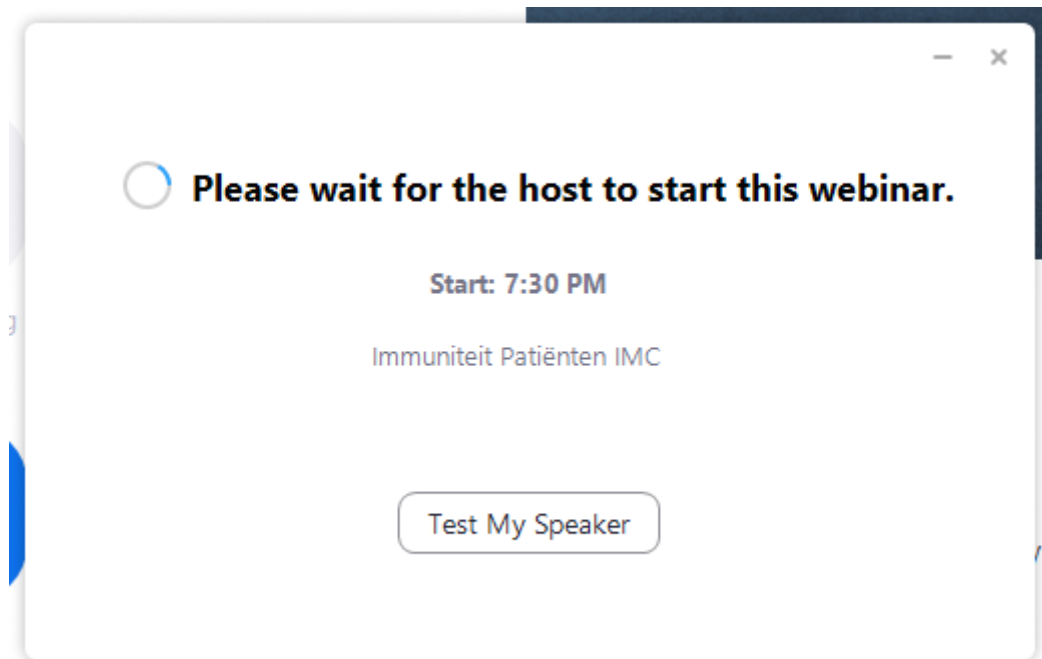 Please wait for the host to start this webinar.
Start: 7:30 PM
Immuniteit Patiënten IMC
Test My Speaker